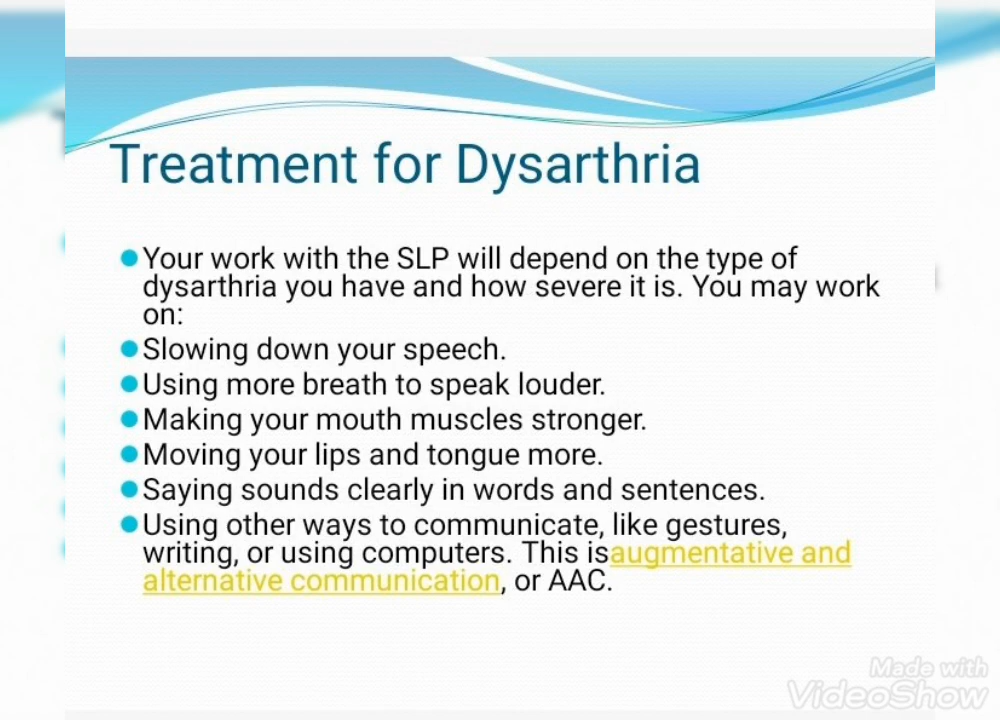 Treatment for Dysarthria
Your work with the SLP will depend on the type of
dysarthria you have and how severe it is. You may work
on:
Slowing down your speech.
Using more breath to speak louder.
Making your mouth muscles stronger.
Moving your lips and tongue more.
Saying sounds clearly in words and sentences.
Using other ways to communicate, like gestures,
writing, or using computers. This isaugmentative and
alternative communication, or AAC.
Made with
VideoShow